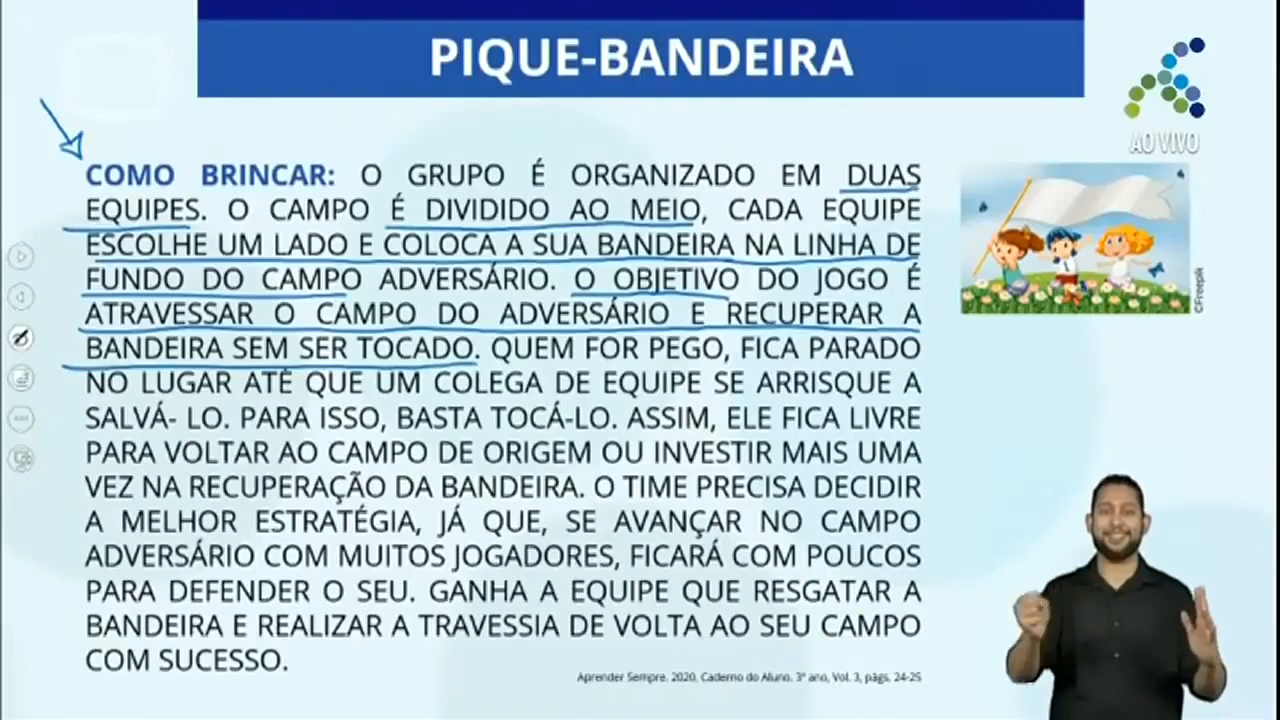 PIQUE-BANDEIRA
AO VIVO
COMO BRINCAR: O GRUPO É ORGANIZADO EM DUAS
EQUIPES. O CAMPO É DIVIDIDO AO MEIO, CADA EQUIPE
ESCOLHE UM LADO E COLOCA A SUA BANDEIRA NA LINHA DE
FUNDO DO CAMPO ADVERSÁRIO. O OBJETIVO DO JOGO É
ATRAVESSAR O CAMPO DO ADVERSÁRIO E RECUPERAR A
BANDEIRA SEM SER TOCADO. QUEM FOR PEGO, FICA PARADO
NO LUGAR ATÉ QUE UM COLEGA DE EQUIPE SE ARRISQUE A
SALVÁ- LO. PARA ISSO, BASTA TOCÁ-LO. ASSIM, ELE FICA LIVRE
PARA VOLTAR AO CAMPO DE ORIGEM OU INVESTIR MAIS UMA
VEZ NA RECUPERAÇÃO DA BANDEIRA. O TIME PRECISA DECIDIR
A MELHOR ESTRATÉGIA, JÁ QUE, SE AVANÇAR NO CAMPO
ADVERSÁRIO COM MUITOS JOGADORES, FICARÁ COM POUCOS
PARA DEFENDER O SEU. GANHA A EQUIPE QUE RESGATAR A
BANDEIRA E REALIZAR A TRAVESSIA DE VOLTA AO SEU CAMPO
COM SUCESSO.
©Freepik
Aprender Sempre. 2020. Caderno do Aluno. 3º ano, Vol. 3, págs. 24-25